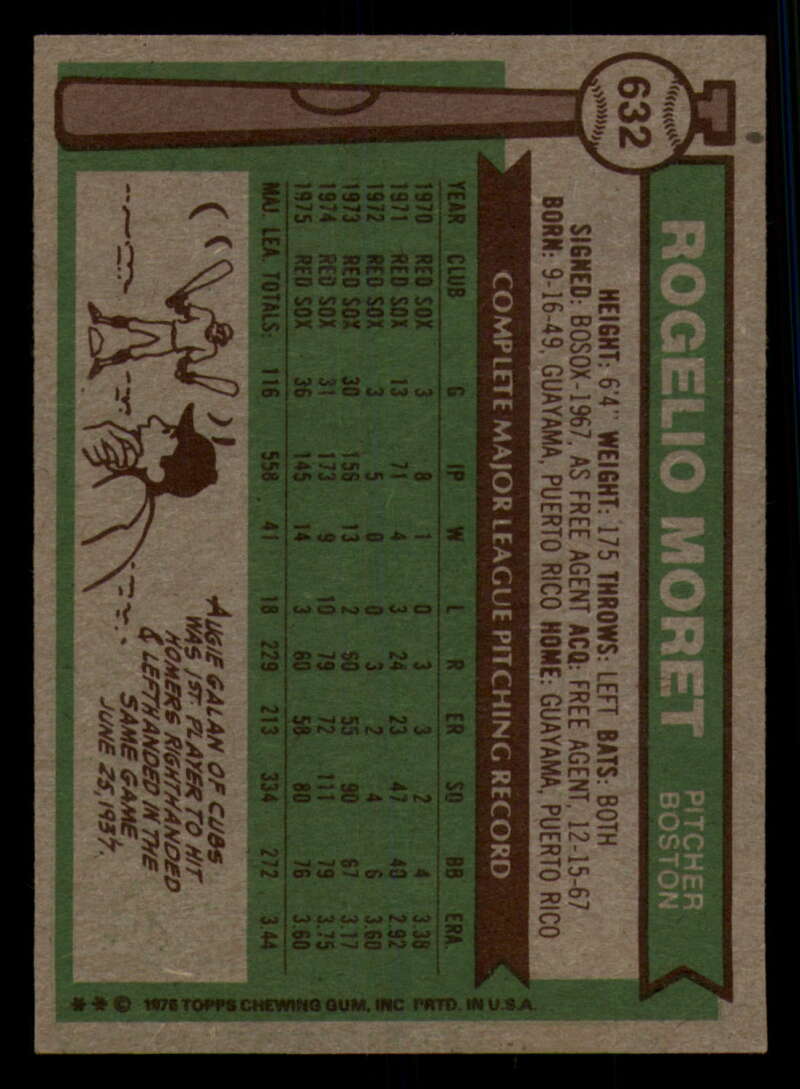 632
ROGELIO MORET
PITCHER
BOSTON
HEIGHT: 6'4" WEIGHT: 175 THROWS: LEFT BATS: BOTH
SIGNED: BOSOX-1967, AS FREE AGENT ACQ: FREE AGENT, 12-15-67
BORN: 9-16-49, GUAYAMA, PUERTO RICO HOME: GUAYAMA, PUERTO RICO
COMPLETE MAJOR LEAGUE PITCHING RECORD
YEAR CLUB G IP W L R ER SO BB ERA.
1970 RED SOX 3 8 1 0 3 3 2 4 3.38
1971 RED SOX 13 71 4 3 24 23 47 40 2.92
1972 RED SOX 3 5 0 0 3 2 4 6 3.60
1973 RED SOX 30 156 13 2 60 55 90 67 3.17
1974 RED SOX 31 173 9 10 79 72 111 79 3.75
1975 RED SOX 36 145 14 3 60 58 80 76 3.60
MAJ. LEA. TOTALS: 116 558 41 18 229 213 334 272 3.44
AUGIE GALAN OF CUBS
WAS 1ST. PLAYER TO HIT
HOMERS RIGHTHANDED
& LEFTHANDED IN THE
SAME GAME
JUNE 25, 1937.
** © 1976 TOPPS CHEWING GUM, INC. PRTD. IN U.S.A.